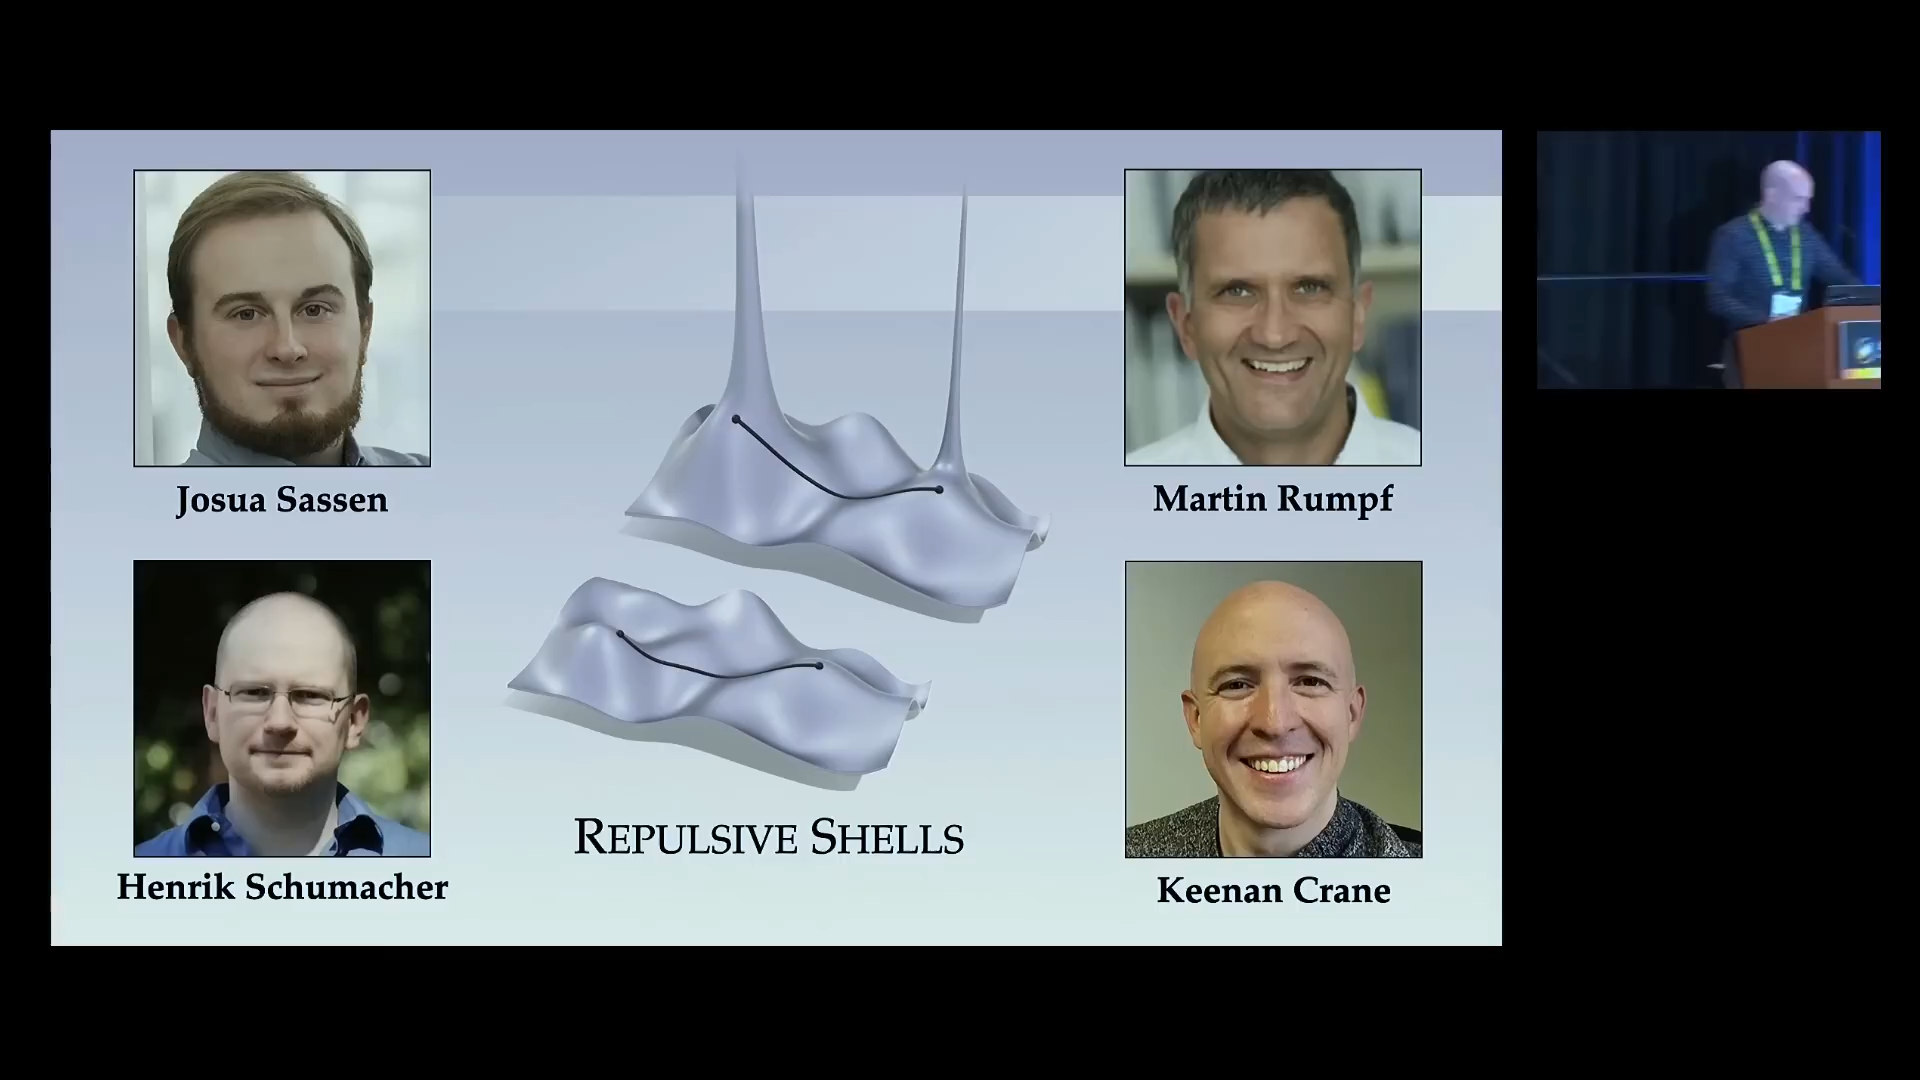 Josua Sassen
Martin Rumpf
Henrik Schumacher
REPULSIVE SHELLS
Keenan Crane